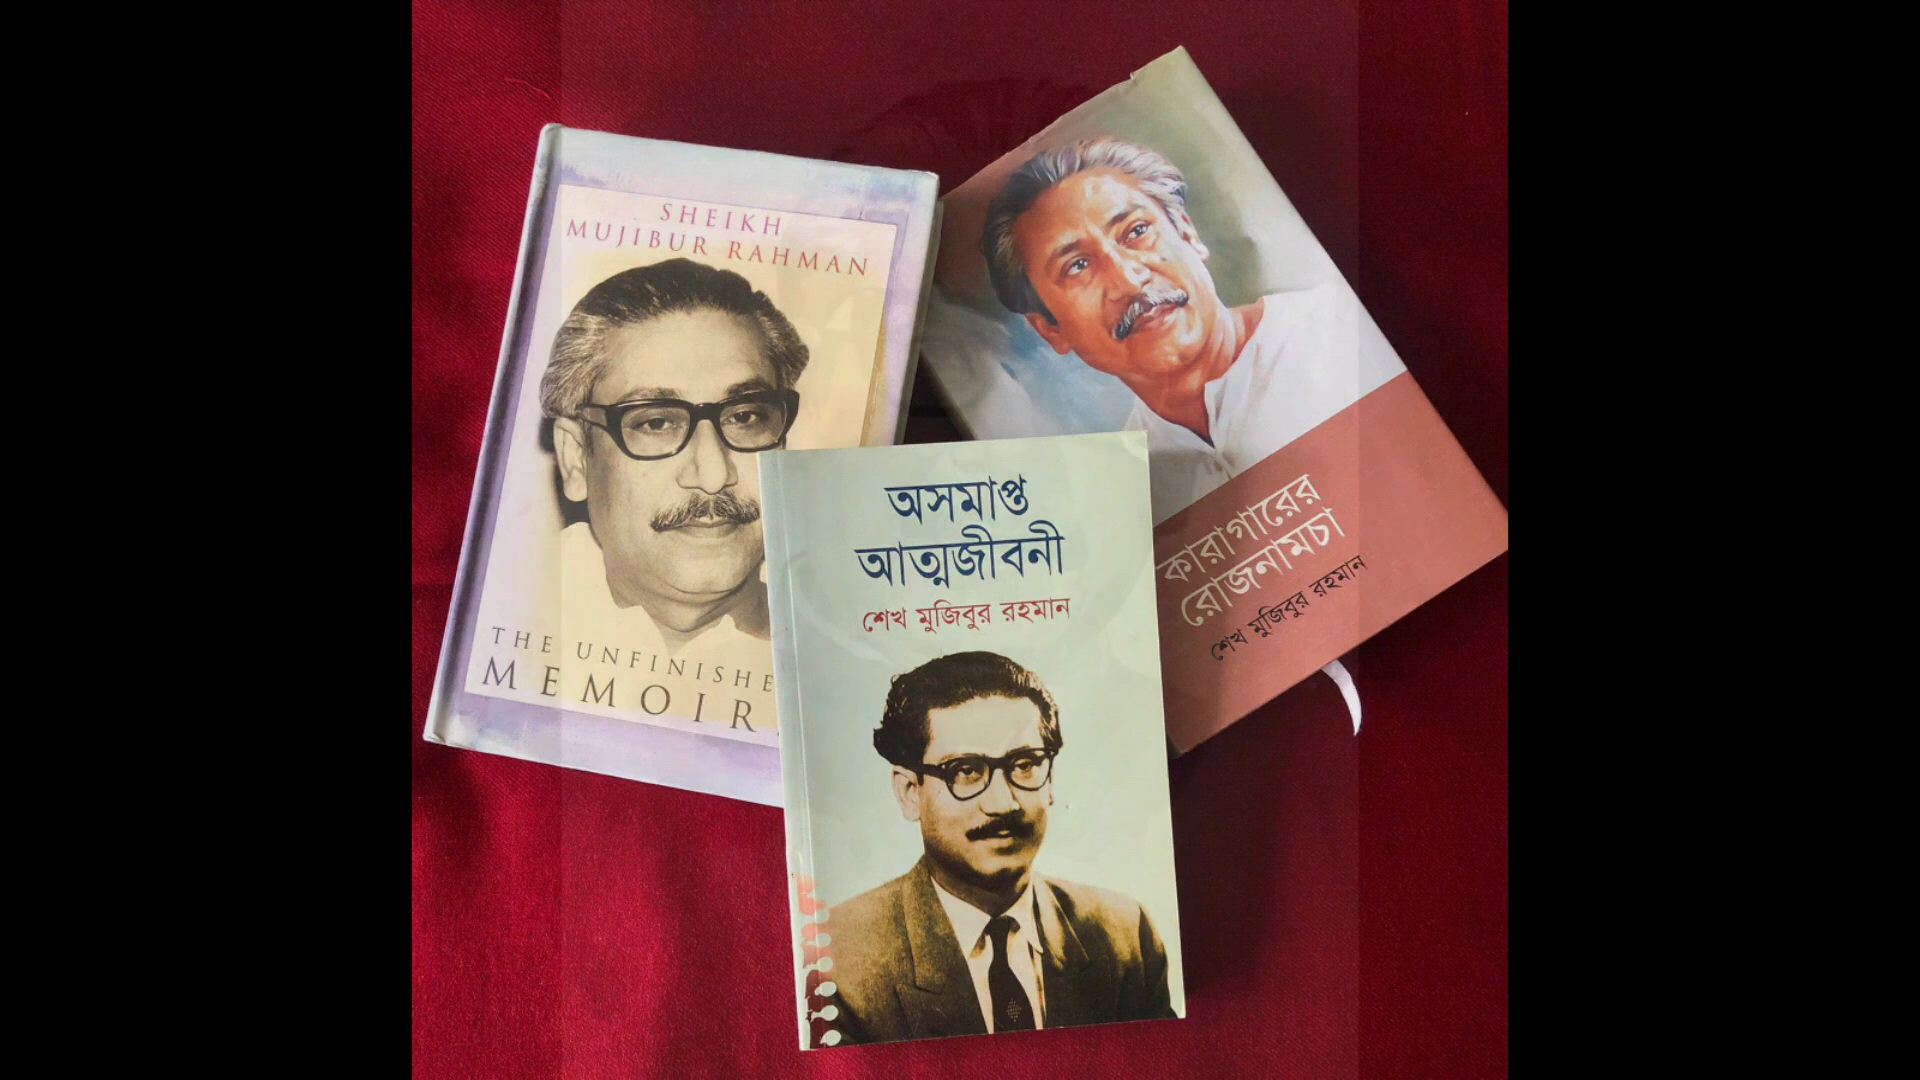 SHEIKH
MUJIBUR RAHMAN
THE UNFINISHE
MEMOIR
অসমাপ্ত
আত্মজীবনী
শেখ মুজিবুর রহমান
কারাগারের
রোজনামচা
শেখ মুজিবুর রহমান